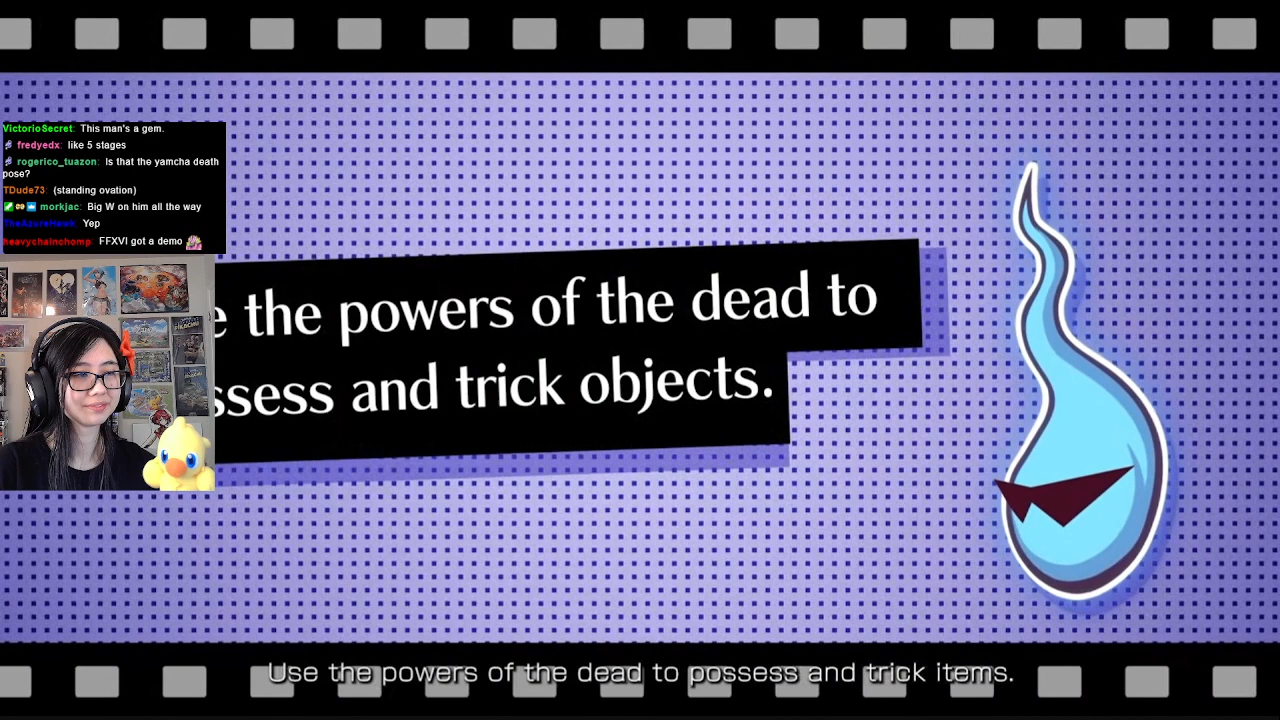 VictorioSecret: This man's a gem.
fredyedx: like 5 stages
rogerico_tuazon: Is that the yamcha death
pose?
TDude73: (standing ovation)
morkjac: Big W on him all the way
TheAzureHawk: Yep
heavychainchomp: FFXVI got a demo
e the powers of the dead to
ssess and trick objects.
Use the powers of the dead to possess and trick items.